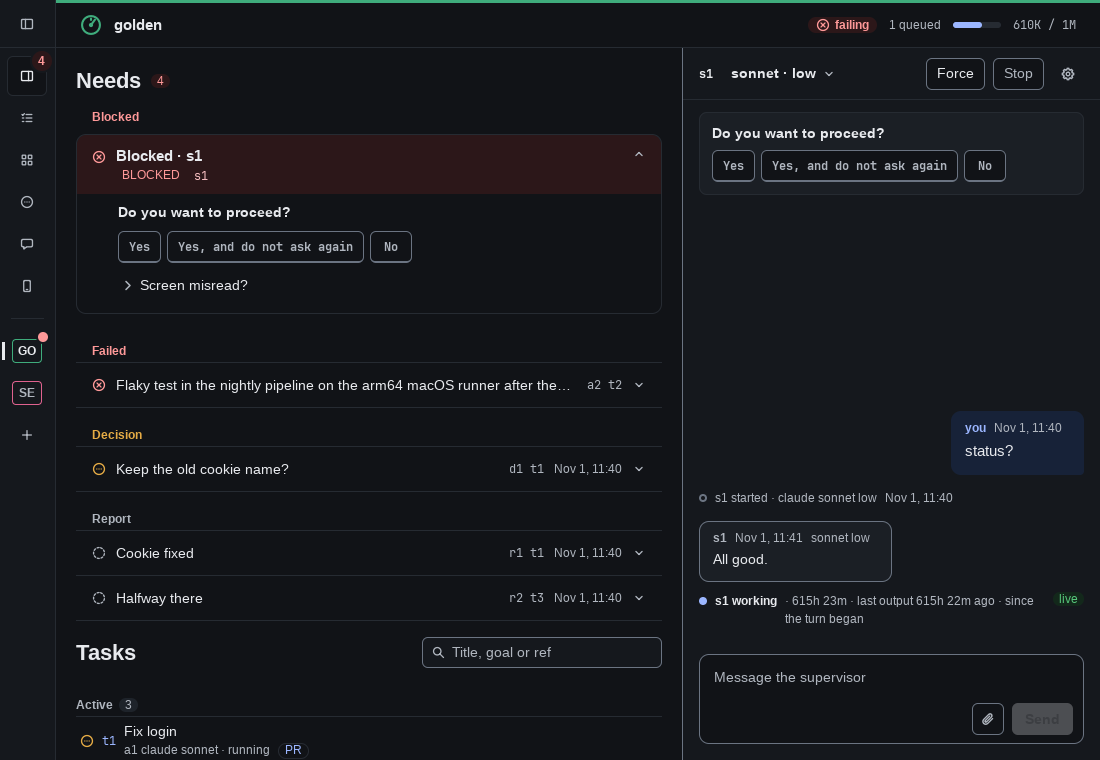 golden
failing
1 queued
610K / 1M
4
GO
SE
Needs 4
Blocked
Blocked · s1
BLOCKED s1
Do you want to proceed?
Yes
Yes, and do not ask again
No
Screen misread?
Failed
Flaky test in the nightly pipeline on the arm64 macOS runner after the… a2 t2
Decision
Keep the old cookie name? d1 t1 Nov 1, 11:40
Report
Cookie fixed r1 t1 Nov 1, 11:40
Halfway there r2 t3 Nov 1, 11:40
Tasks
Title, goal or ref
Active 3
t1 Fix login
a1 claude sonnet · running PR
s1 sonnet · low
Force
Stop
Do you want to proceed?
Yes
Yes, and do not ask again
No
you Nov 1, 11:40
status?
s1 started · claude sonnet low Nov 1, 11:40
s1 Nov 1, 11:41 sonnet low
All good.
s1 working · 615h 23m · last output 615h 22m ago · since
the turn began
live
Message the supervisor
Send